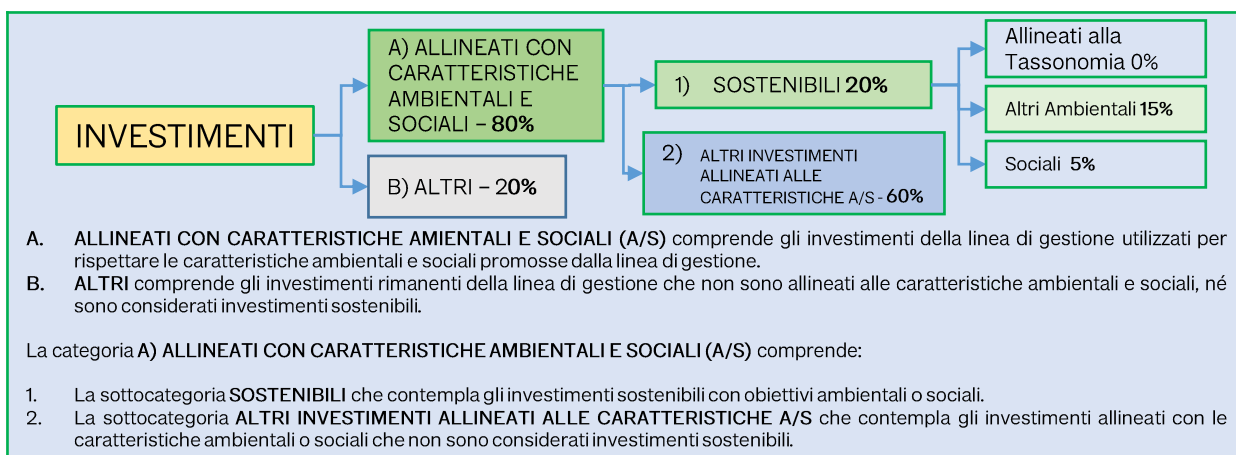 INVESTIMENTI
A) ALLINEATI CON
CARATTERISTICHE
AMBIENTALI E
SOCIALI – 80%
B) ALTRI – 20%
1) SOSTENIBILI 20%
2) ALTRI INVESTIMENTI
ALLINEATI ALLE
CARATTERISTICHE A/S - 60%
Allineati alla
Tassonomia 0%
Altri Ambientali 15%
Sociali 5%
A. ALLINEATI CON CARATTERISTICHE AMIENTALI E SOCIALI (A/S) comprende gli investimenti della linea di gestione utilizzati per
rispettare le caratteristiche ambientali e sociali promosse dalla linea di gestione.
B. ALTRI comprende gli investimenti rimanenti della linea di gestione che non sono allineati alle caratteristiche ambientali e sociali, né
sono considerati investimenti sostenibili.
La categoria A) ALLINEATI CON CARATTERISTICHE AMBIENTALI E SOCIALI (A/S) comprende:
1. La sottocategoria SOSTENIBILI che contempla gli investimenti sostenibili con obiettivi ambientali o sociali.
2. La sottocategoria ALTRI INVESTIMENTI ALLINEATI ALLE CARATTERISTICHE A/S che contempla gli investimenti allineati con le
caratteristiche ambientali o sociali che non sono considerati investimenti sostenibili.